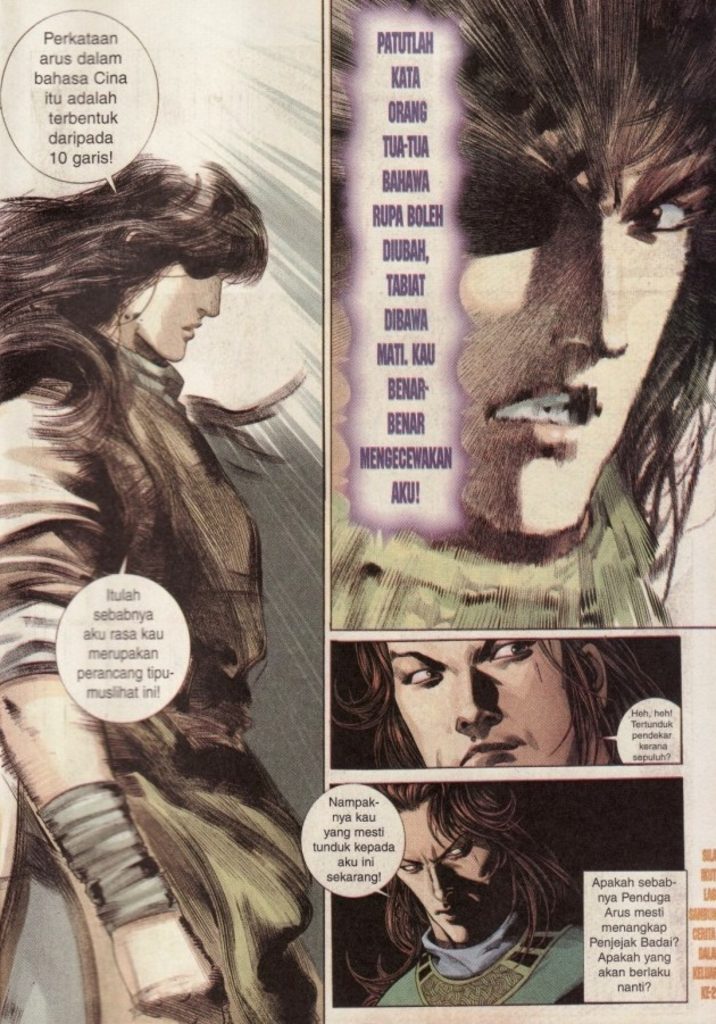 Perkataan
arus dalam
bahasa Cina
itu adalah
terbentuk
daripada
10 garis!
Itulah
sebabnya
aku rasa kau
merupakan
perancang tipu-
muslihat ini!
PATUTLAH
KATA
ORANG
TUA-TUA
BAHAWA
RUPA BOLEH
DIUBAH,
TABIAT
DIBAWA
MATI. KAU
BENAR-
BENAR
MENGECEWAKAN
AKU!
Heh, heh!
Tertunduk
pendekar
kerana
sepuluh?
Nampak-
nya kau
yang mesti
tunduk kepada
aku ini
sekarang!
Apakah sebab-
nya Penduga
Arus mesti
menangkap
Penjejak Badai?
Apakah yang
akan berlaku
nanti?